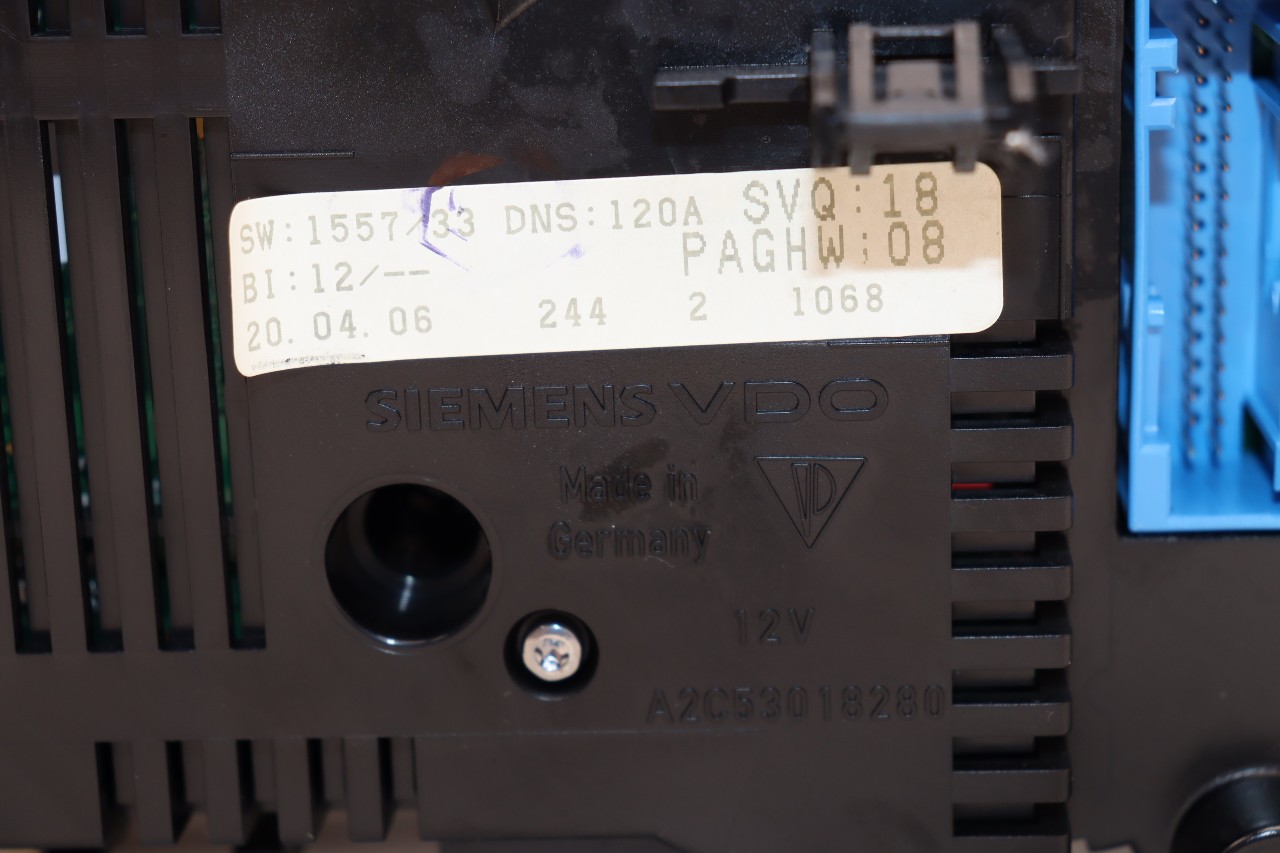 SW:1557/33 DNS:120A SVQ:18
BI:12/-- PAGHW:08
20.04.06 244 2 1068
SIEMENS VDO
Made in
Germany
12V
A2C53018280